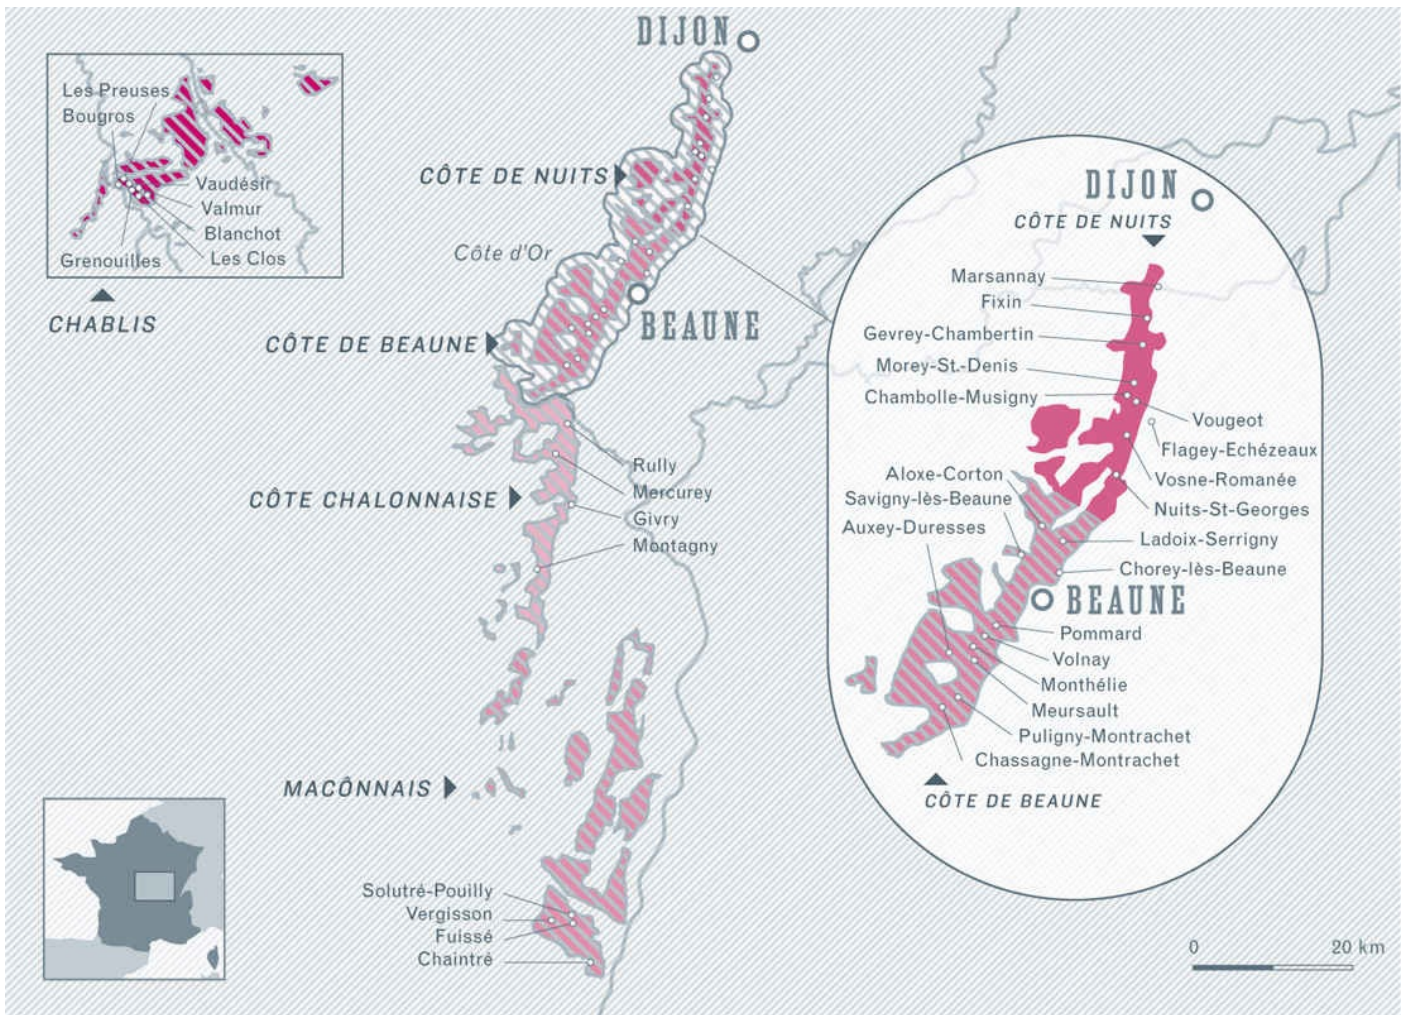 DIJON
Les Preuses
Bougros
Vaudésir
Valmur
Blanchot
Les Clos
Grenouilles
CHABLIS
CÔTE DE NUITS
Côte d'Or
BEAUNE
CÔTE DE BEAUNE
CÔTE CHALONNAISE
Rully
Mercurey
Givry
Montagny
MACÔNNAIS
Solutré-Pouilly
Vergisson
Fuissé
Chaintré
DIJON
CÔTE DE NUITS
Marsannay
Fixin
Gevrey-Chambertin
Morey-St.-Denis
Chambolle-Musigny
Vougeot
Flagey-Echézeaux
Vosne-Romanée
Nuits-St-Georges
Aloxe-Corton
Savigny-lès-Beaune
Auxey-Duresses
Ladoix-Serrigny
Chorey-lès-Beaune
BEAUNE
Pommard
Volnay
Monthélie
Meursault
Puligny-Montrachet
Chassagne-Montrachet
CÔTE DE BEAUNE
0 20 km